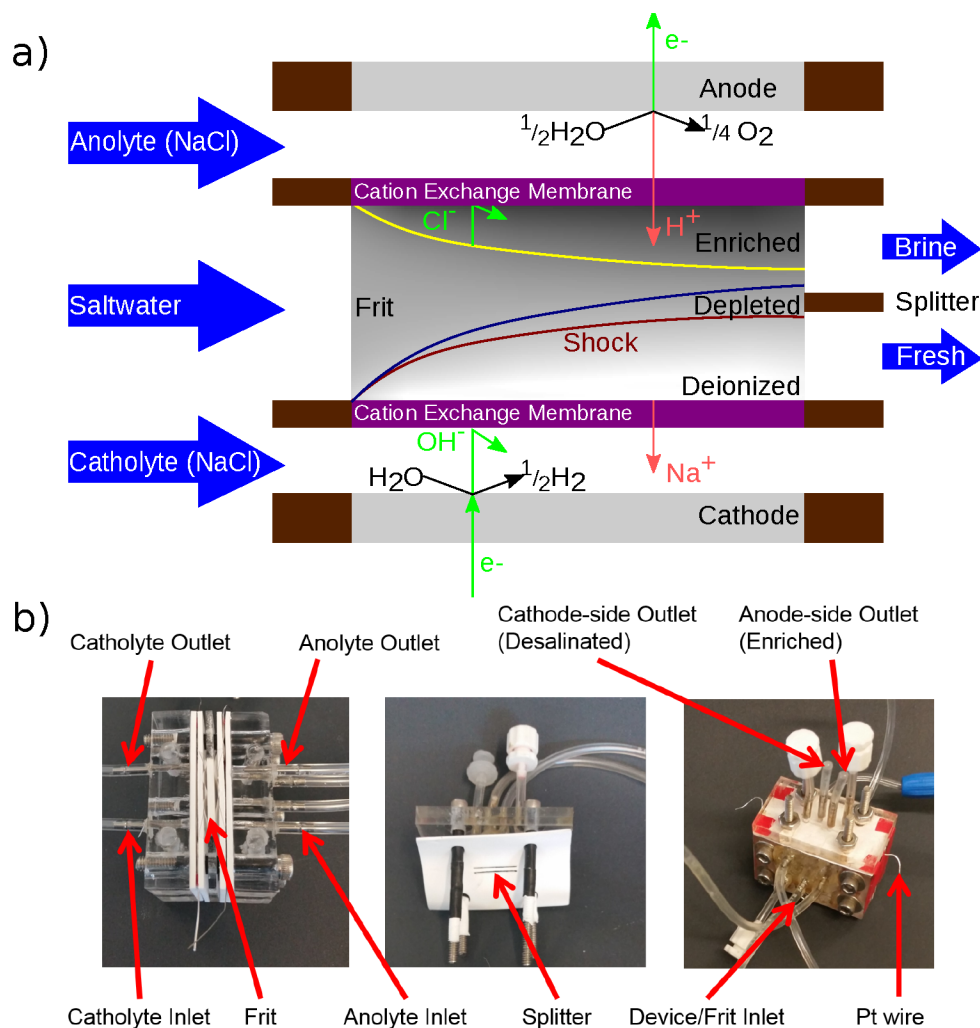 a)
e-
Anode
Anolyte (NaCl)
1/2H2O
1/4 O2
Cation Exchange Membrane
Cl-
H+
Enriched
Brine
Saltwater
Frit
Depleted
Splitter
Shock
Fresh
Deionized
Cation Exchange Membrane
OH-
Catholyte (NaCl)
H2O
1/2H2
Na+
Cathode
e-
b)
Catholyte Outlet
Anolyte Outlet
Cathode-side Outlet
(Desalinated)
Anode-side Outlet
(Enriched)
Catholyte Inlet
Frit
Anolyte Inlet
Splitter
Device/Frit Inlet
Pt wire